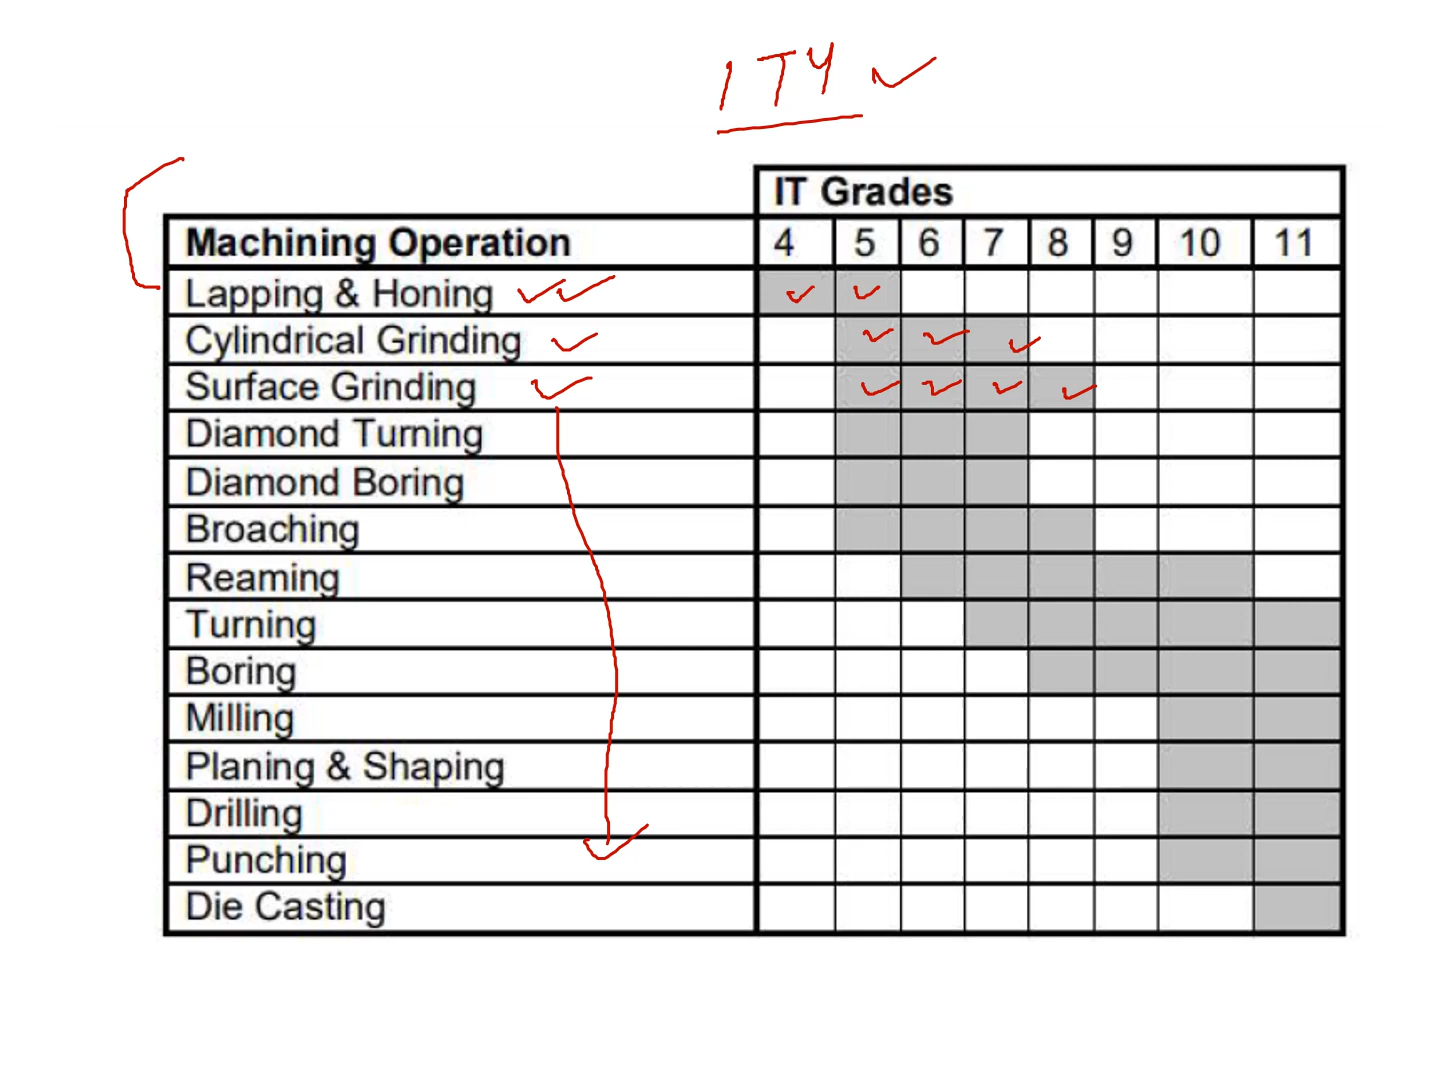 IT4
IT Grades
Machining Operation 4 5 6 7 8 9 10 11
Lapping & Honing
Cylindrical Grinding
Surface Grinding
Diamond Turning
Diamond Boring
Broaching
Reaming
Turning
Boring
Milling
Planing & Shaping
Drilling
Punching
Die Casting